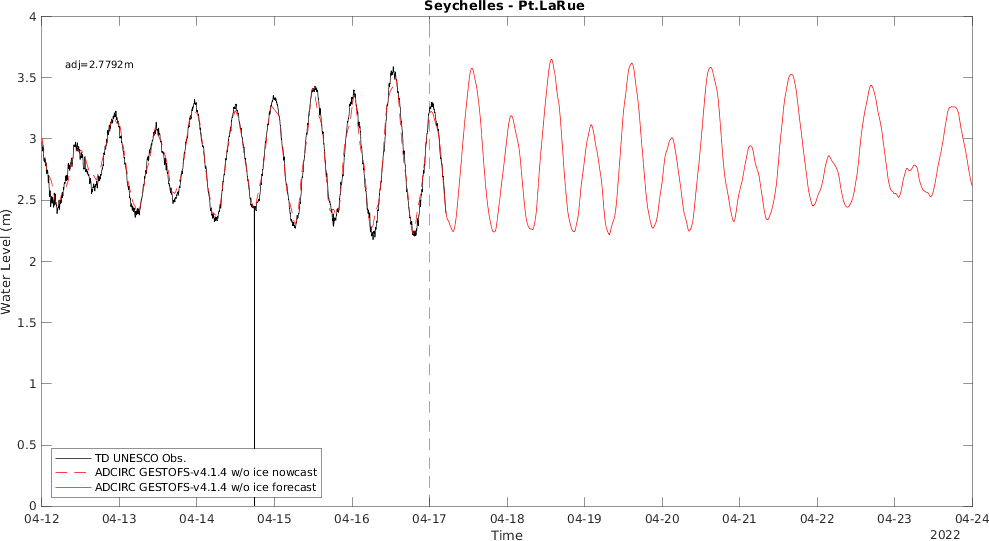 Seychelles - Pt.LaRue
adj=2.7792m
Water Level (m)
4
3.5
3
2.5
2
1.5
1
0.5
0
TD UNESCO Obs.
ADCIRC GESTOFS-v4.1.4 w/o ice nowcast
ADCIRC GESTOFS-v4.1.4 w/o ice forecast
04-12 04-13 04-14 04-15 04-16 04-17 04-18 04-19 04-20 04-21 04-22 04-23 04-24
Time
2022